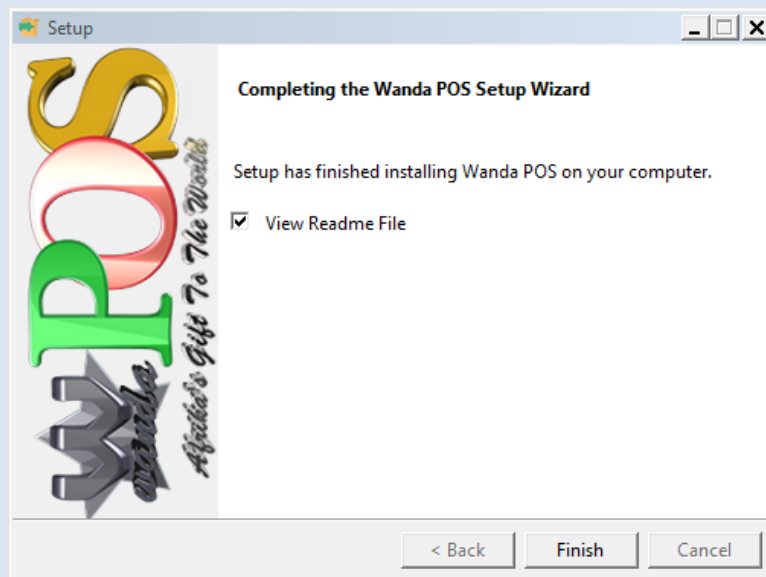 Setup
Completing the Wanda POS Setup Wizard
Setup has finished installing Wanda POS on your computer.
View Readme File
POS
W
wanda
Afrika's Gift To The World
< Back
Finish
Cancel